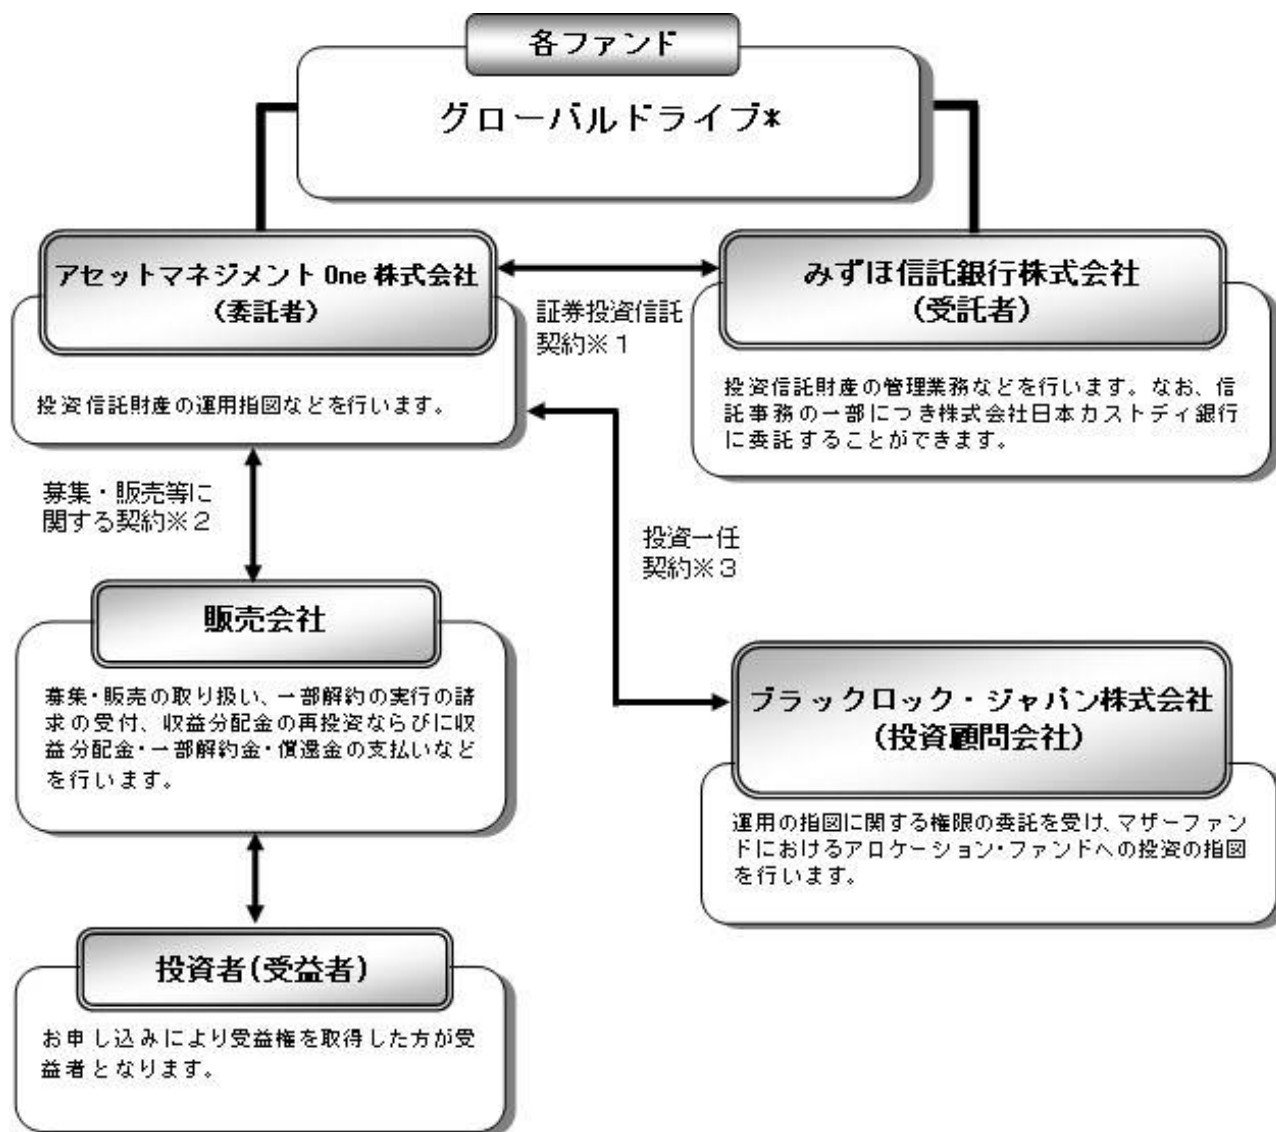 各ファンド
グローバルドライブ*
アセットマネジメント One 株式会社
(委託者)
投資信託財産の運用指図などを行います。
証券投資信託
契約※1
みずほ信託銀行株式会社
(受託者)
投資信託財産の管理業務などを行います。なお、信
託事務の一部につき株式会社日本カストディ銀行
に委託することができます。
募集・販売等に
関する契約※2
投資一任
契約※3
販売会社
募集・販売の取り扱い、一部解約の実行の請
求の受付、収益分配金の再投資ならびに収
益分配金・一部解約金・償還金の支払いなど
を行います。
ブラックロック・ジャパン株式会社
(投資顧問会社)
運用の指図に関する権限の委託を受け、マザーファン
ドにおけるアロケーション・ファンドへの投資の指図
を行います。
投資者(受益者)
お申し込みにより受益権を取得した方が受
益者となります。